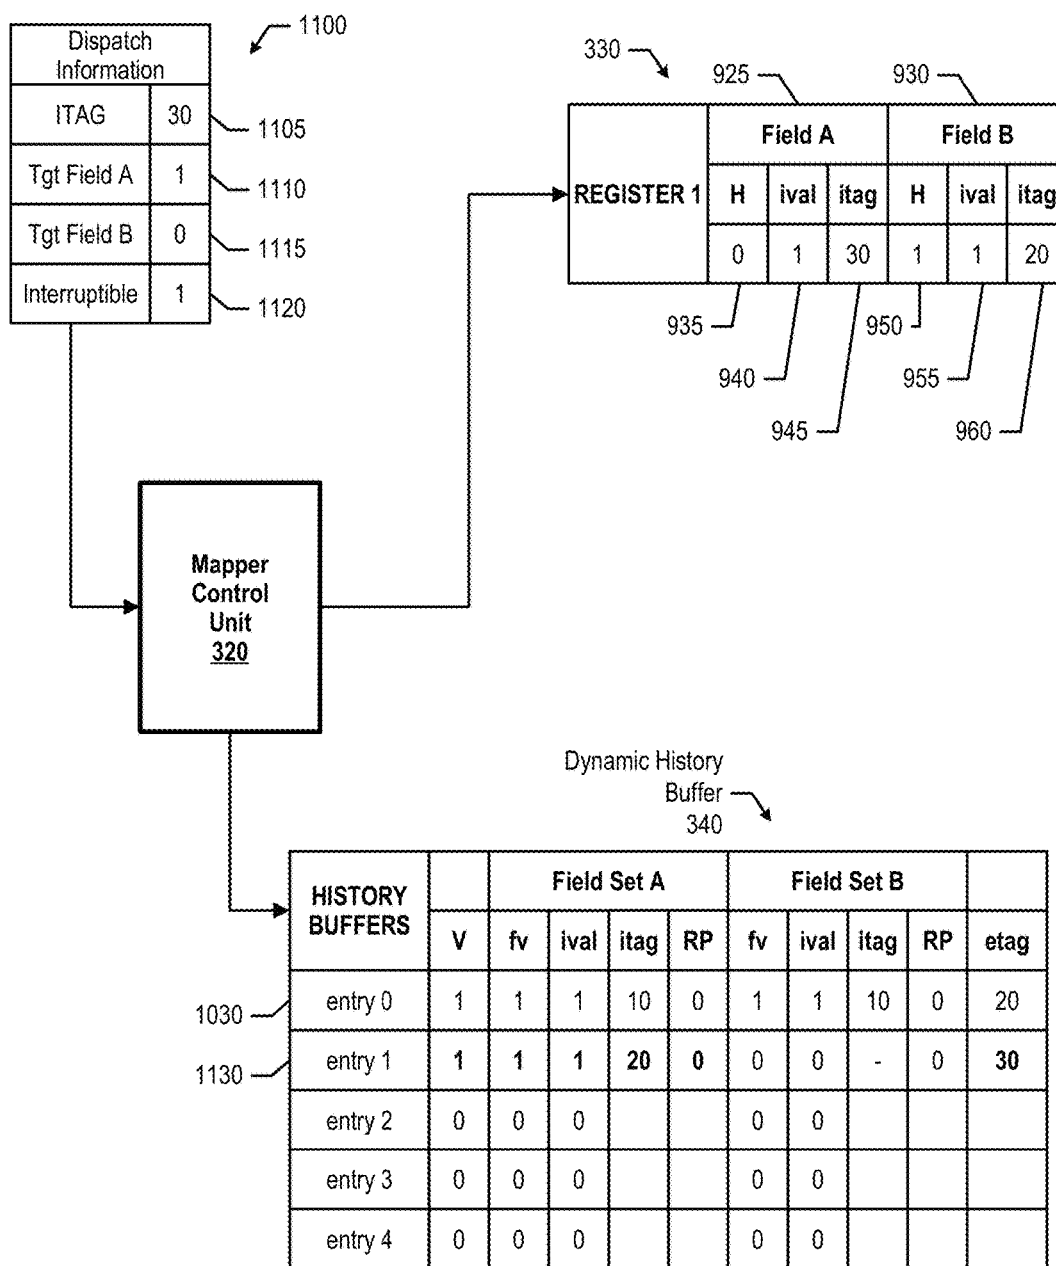 1100
Dispatch
Information
ITAG 30
1105
Tgt Field A 1
1110
Tgt Field B 0
1115
Interruptible 1
1120
330
925
930
Field A Field B
REGISTER 1 H ival itag H ival itag
0 1 30 1 1 20
935
950
940
955
945
960
Mapper
Control
Unit
320
Dynamic History
Buffer
340
HISTORY
BUFFERS
Field Set A Field Set B
V fv ival itag RP fv ival itag RP etag
1030
entry 0 1 1 1 10 0 1 1 10 0 20
1130
entry 1 1 1 1 20 0 0 0 - 0 30
entry 2 0 0 0 0 0
entry 3 0 0 0 0 0
entry 4 0 0 0 0 0